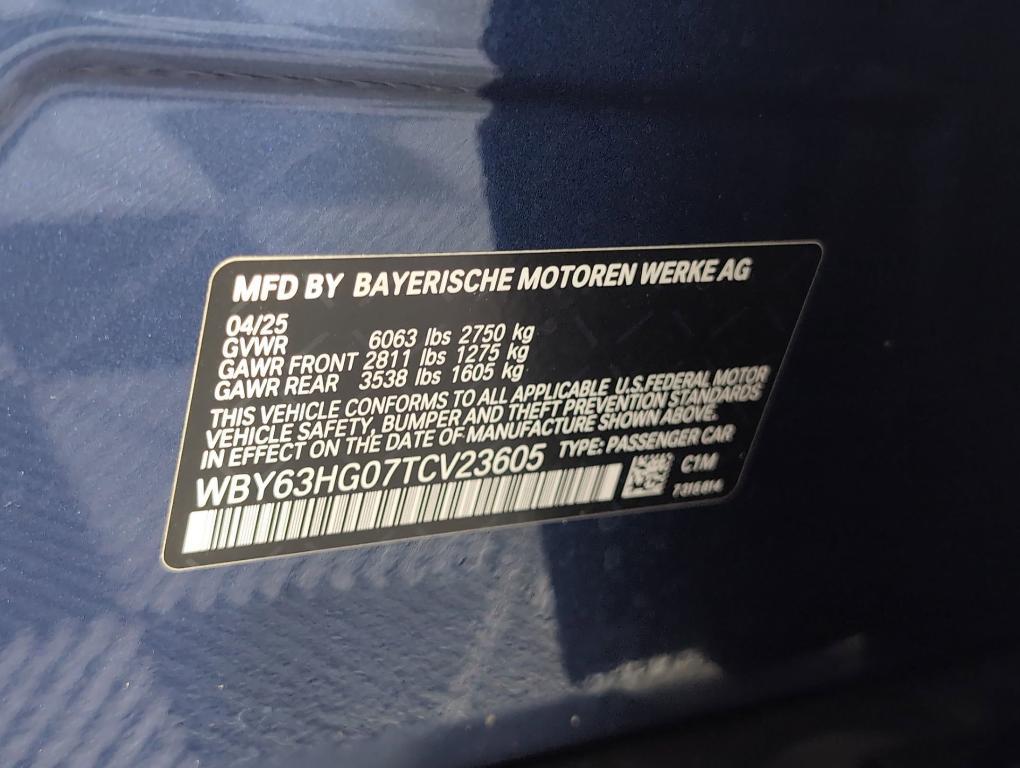 MFD BY BAYERISCHE MOTOREN WERKE AG
04/25
GVWR 6063 lbs 2750 kg
GAWR FRONT 2811 lbs 1275 kg
GAWR REAR 3538 lbs 1605 kg
THIS VEHICLE CONFORMS TO ALL APPLICABLE U.S.FEDERAL MOTOR
VEHICLE SAFETY, BUMPER AND THEFT PREVENTION STANDARDS
IN EFFECT ON THE DATE OF MANUFACTURE SHOWN ABOVE.
WBY63HG07TCV23605 TYPE: PASSENGER CAR
C1M